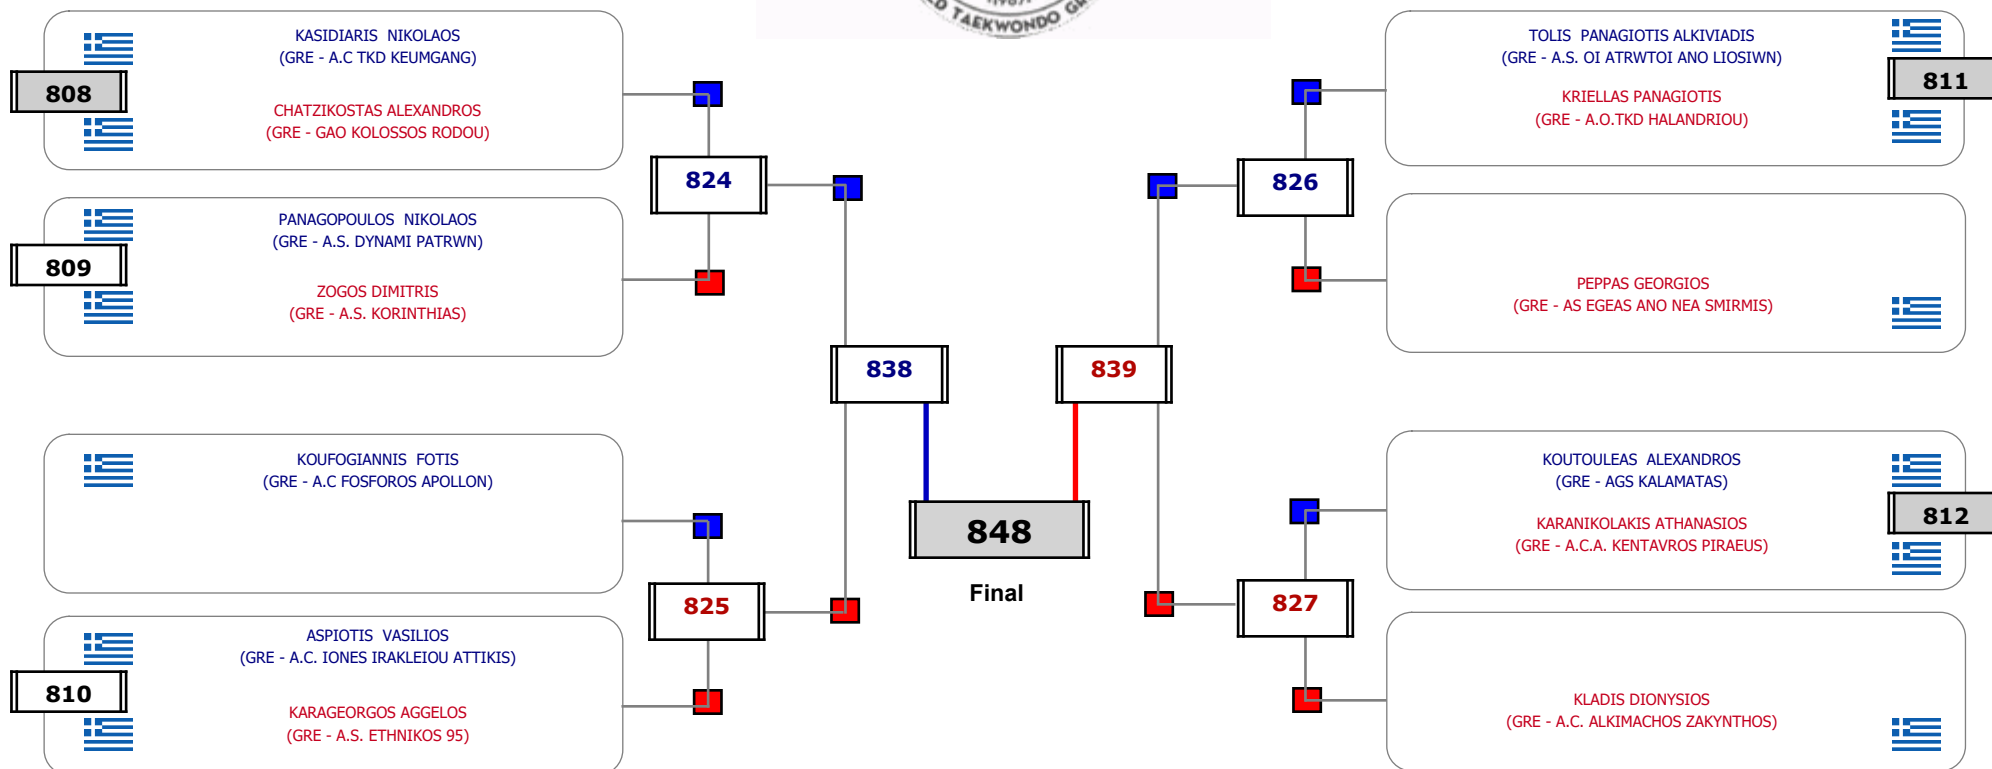 TAEKWONDO
KASIDIARIS NIKOLAOS
(GRE - A.C TKD KEUMGANG)
808
CHATZIKOSTAS ALEXANDROS
(GRE - GAO KOLOSSOS RODOU)
824
PANAGOPOULOS NIKOLAOS
(GRE - A.S. DYNAMI PATRWN)
809
ZOGOS DIMITRIS
(GRE - A.S. KORINTHIAS)
838
KOUFOGIANNIS FOTIS
(GRE - A.C FOSFOROS APOLLON)
825
ASPIOTIS VASILIOS
(GRE - A.C. IONES IRAKLEIOU ATTIKIS)
810
KARAGEORGOS AGGELOS
(GRE - A.S. ETHNIKOS 95)
848
Final
TOLIS PANAGIOTIS ALKIVIADIS
(GRE - A.S. OI ATRWTOI ANO LIOSIWN)
811
KRIELLAS PANAGIOTIS
(GRE - A.O.TKD HALANDRIOU)
826
PEPPAS GEORGIOS
(GRE - AS EGEAS ANO NEA SMIRMIS)
839
KOUTOULEAS ALEXANDROS
(GRE - AGS KALAMATAS)
812
KARANIKOLAKIS ATHANASIOS
(GRE - A.C.A. KENTAVROS PIRAEUS)
827
KLADIS DIONYSIOS
(GRE - A.C. ALKIMACHOS ZAKYNTHOS)